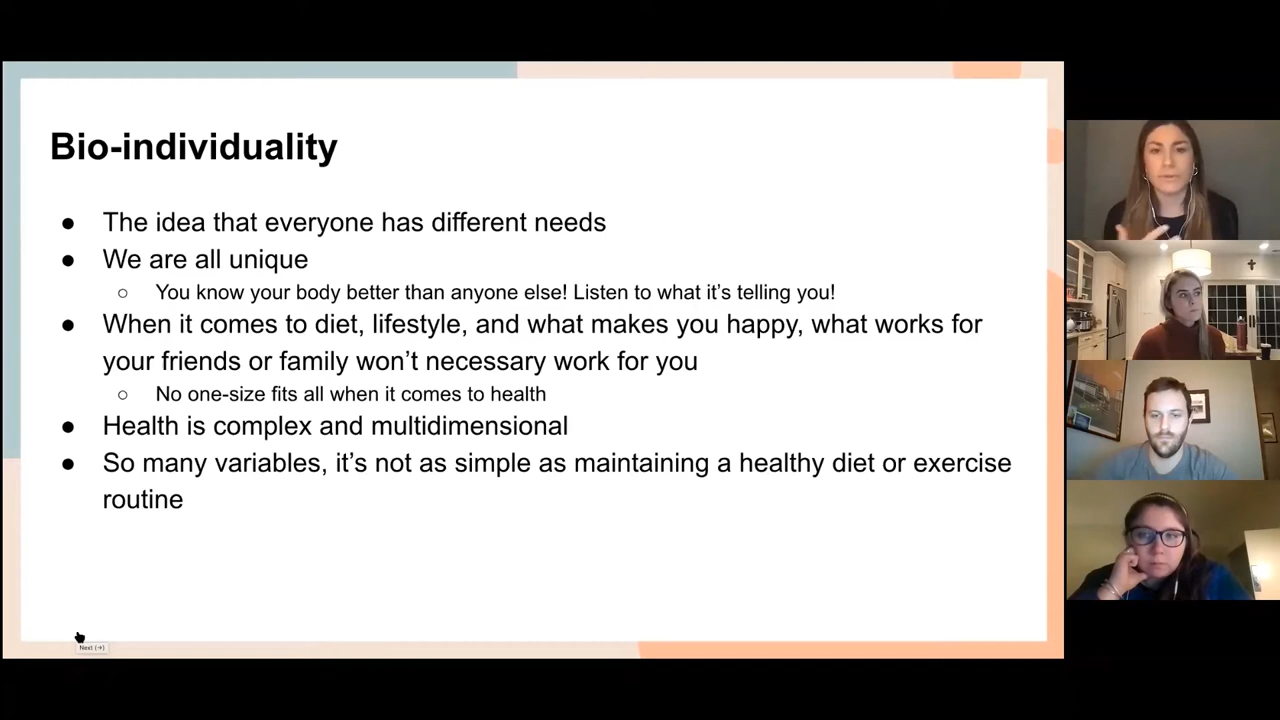 Bio-individuality
● The idea that everyone has different needs
● We are all unique
○ You know your body better than anyone else! Listen to what it's telling you!
● When it comes to diet, lifestyle, and what makes you happy, what works for
your friends or family won't necessary work for you
○ No one-size fits all when it comes to health
● Health is complex and multidimensional
● So many variables, it's not as simple as maintaining a healthy diet or exercise
routine
Next (→)